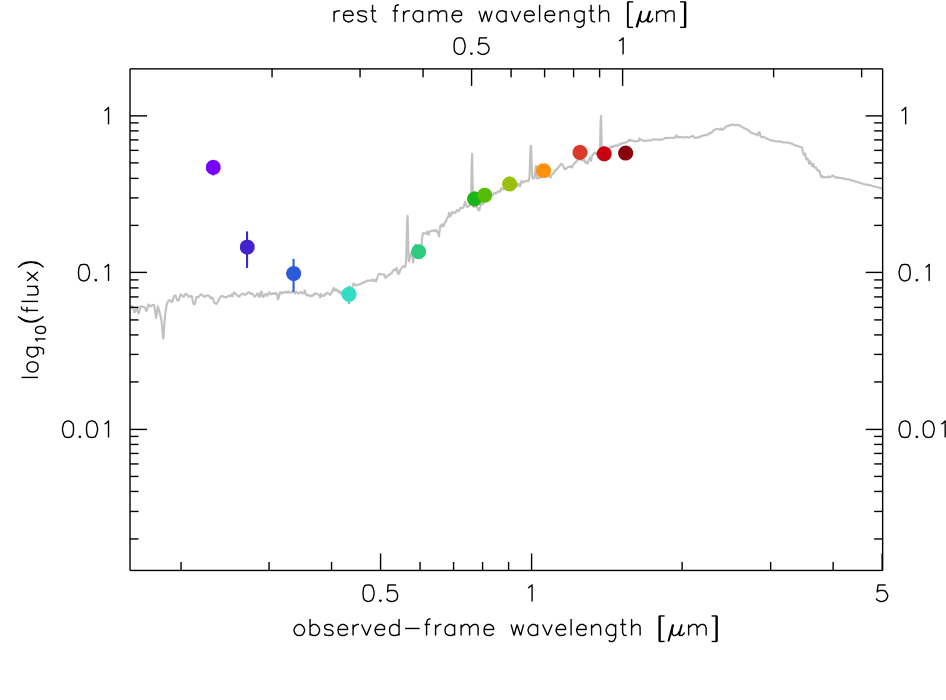 rest frame wavelength [μm]
0.5 1
1 1
0.1 0.1
log10(flux)
0.01 0.01
0.5 1 5
observed-frame wavelength [μm]